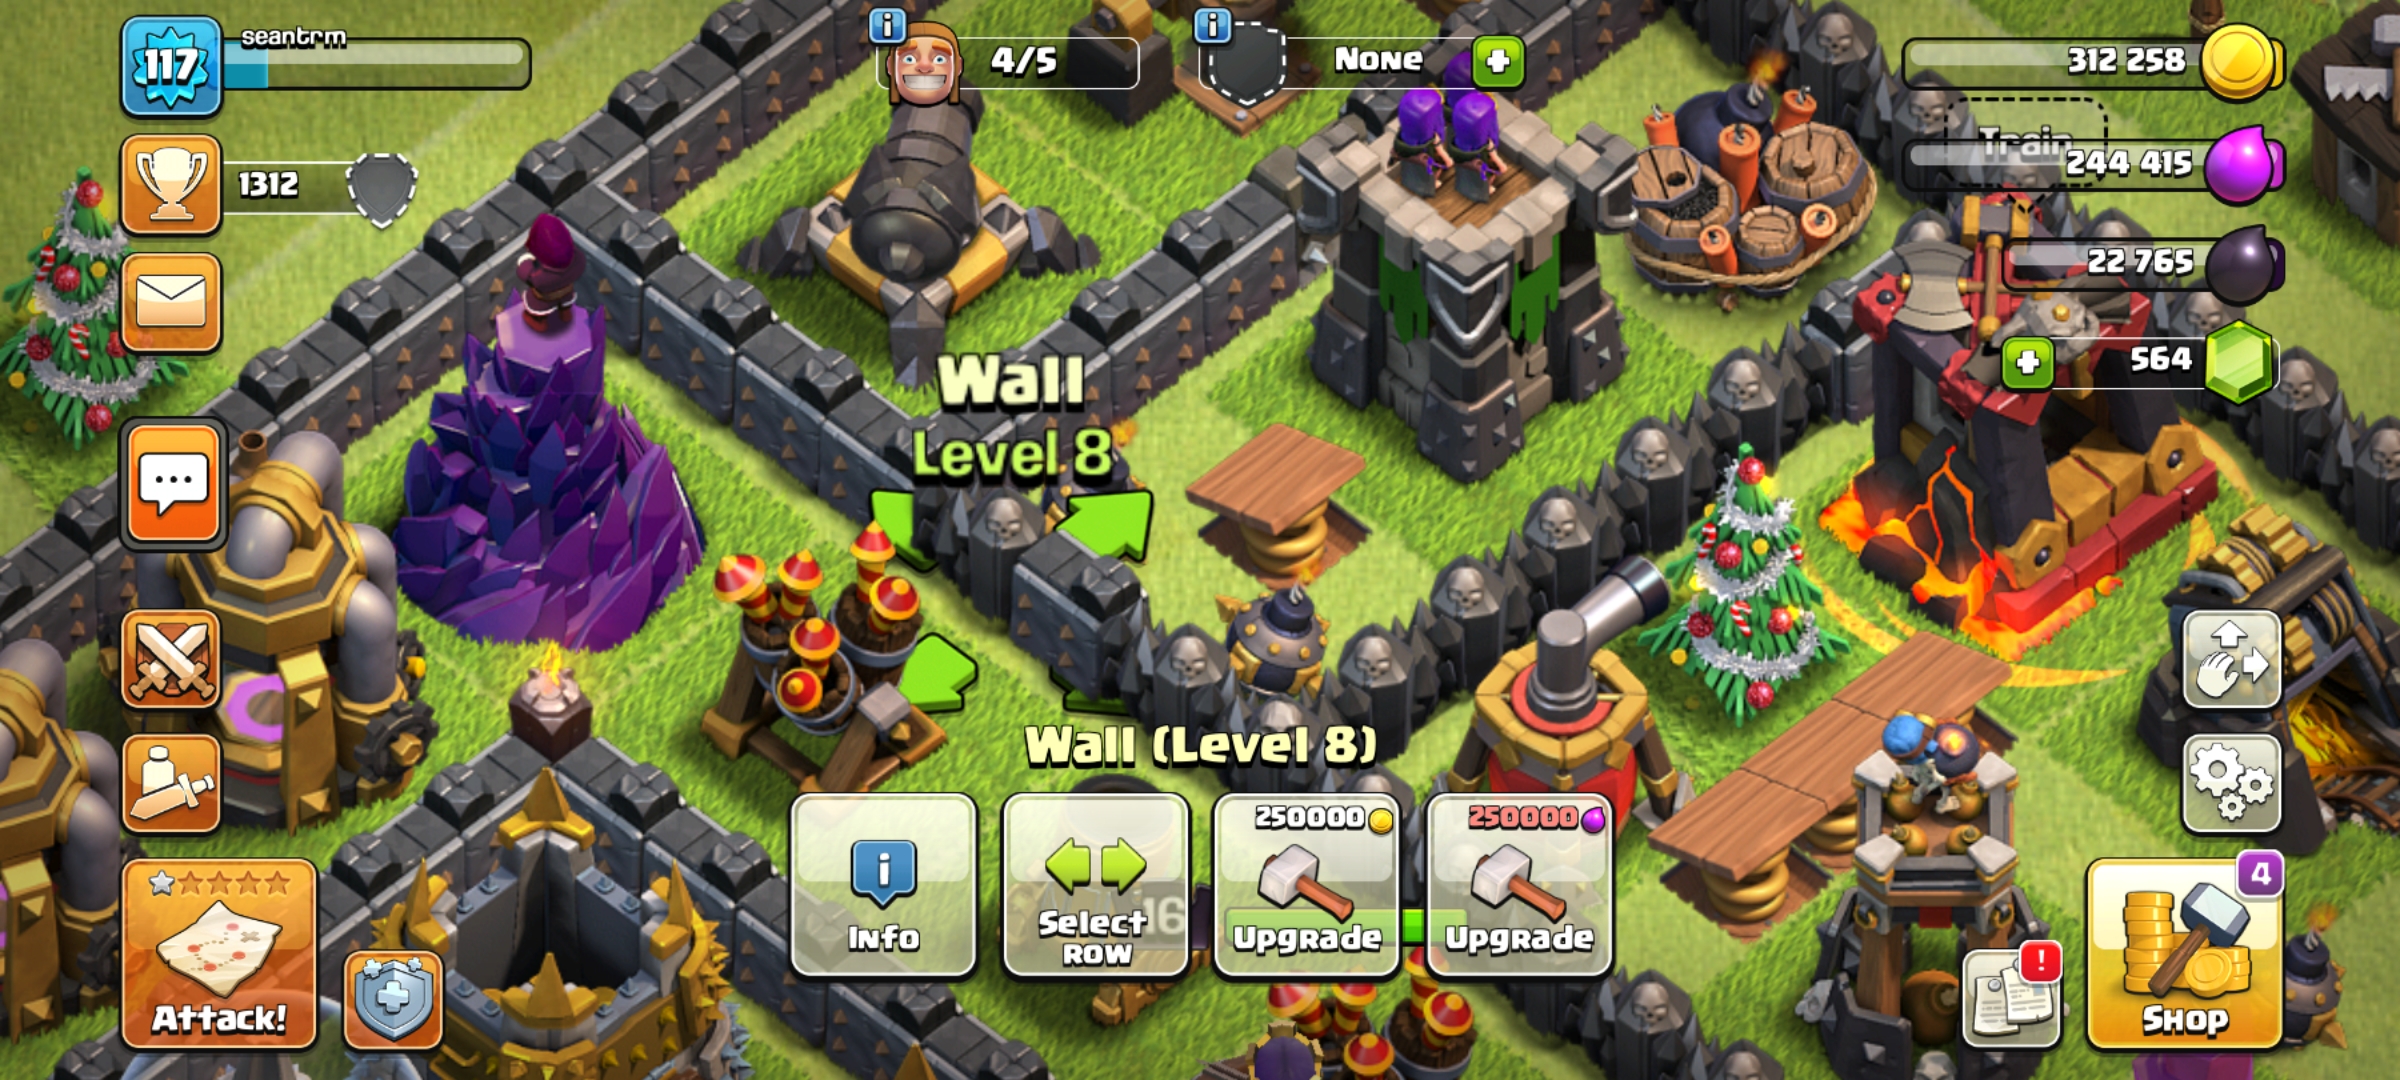 117
seantrm
4/5
None
312 258
1312
Train
244 415
22 765
564
Wall
Level 8
Wall (Level 8)
Info
Select
Row
250000
Upgrade
250000
Upgrade
16
Attack!
4
!
Shop